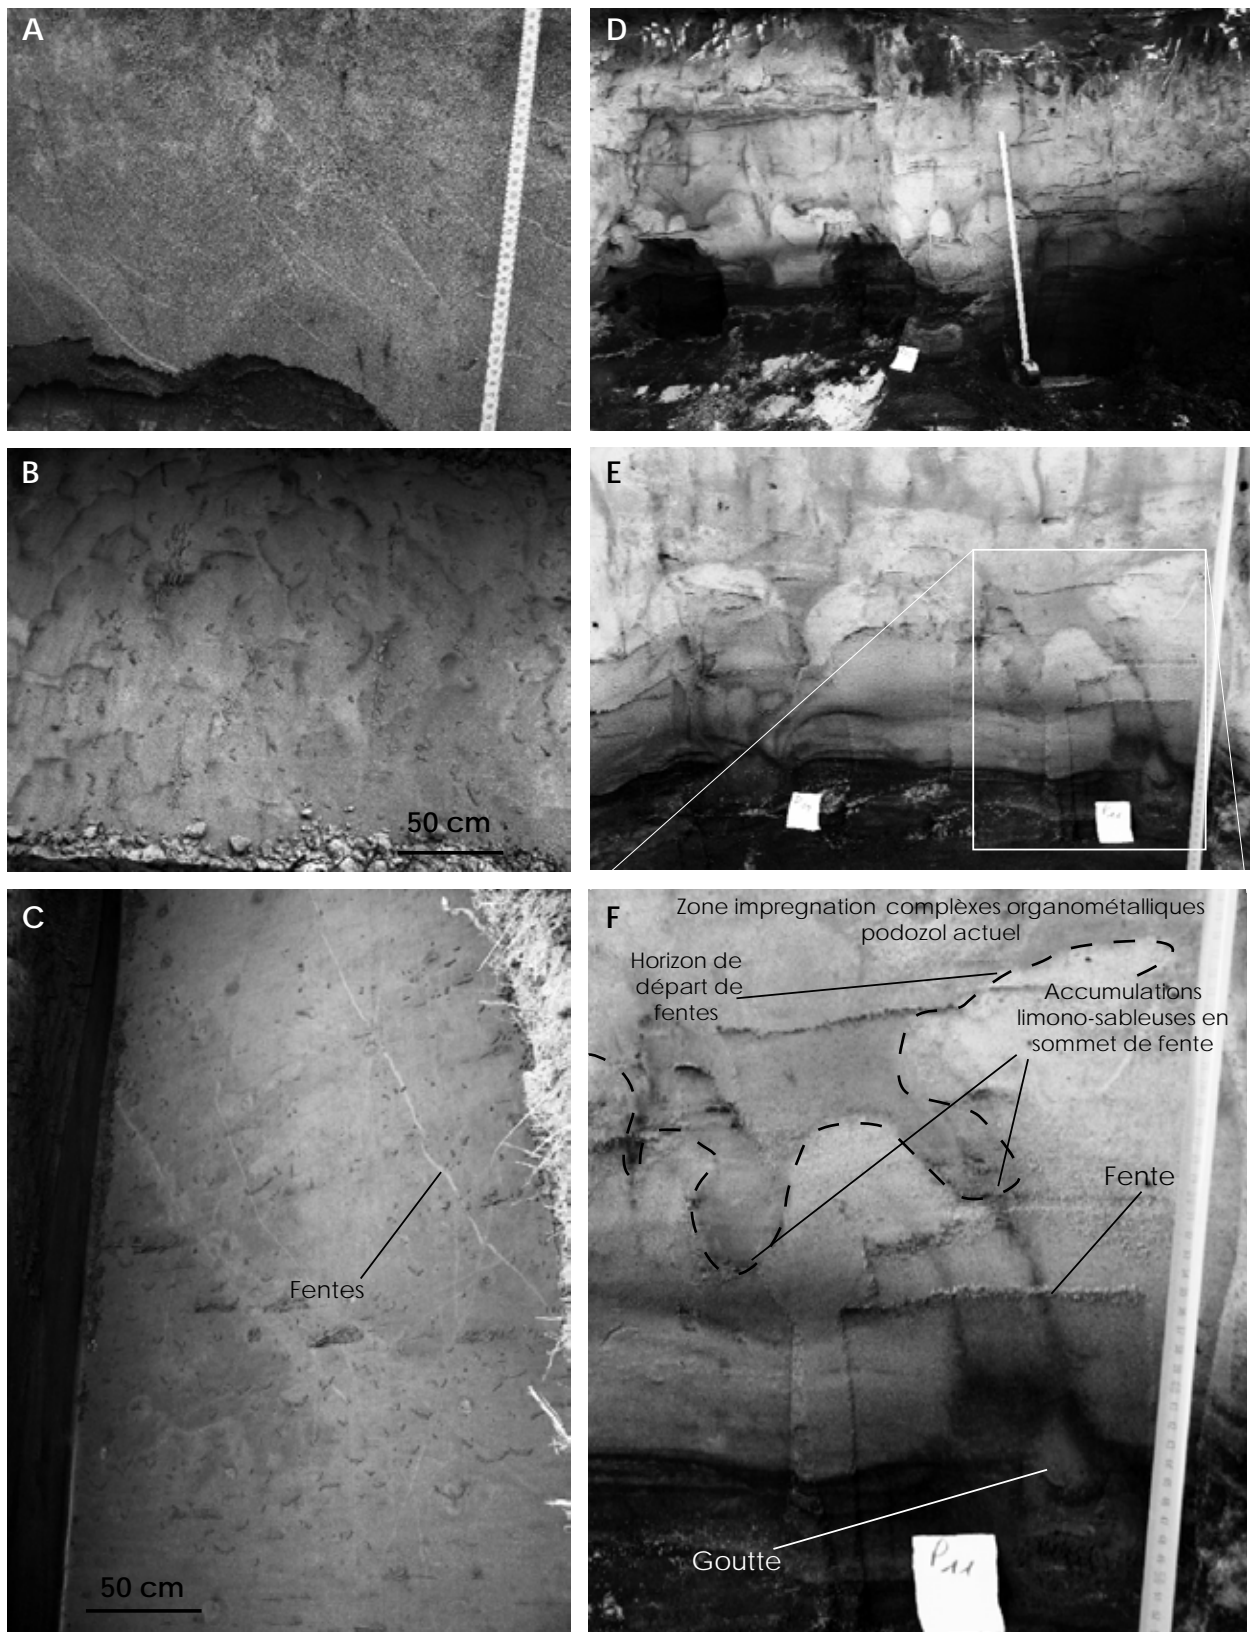 A
B
50 cm
C
Fentes
50 cm
D
E
F
Zone impregnation complèxes organométalliques
podozol actuel
Horizon de
départ de
fentes
Accumulations
limono-sableuses en
sommet de fente
Fente
Goutte
P11